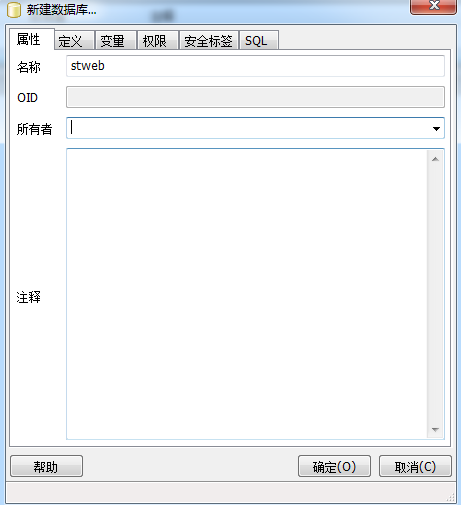 新建数据库...
属性 定义 变量 权限 安全标签 SQL
名称 stweb
OID
所有者
注释
帮助 确定(O) 取消(C)